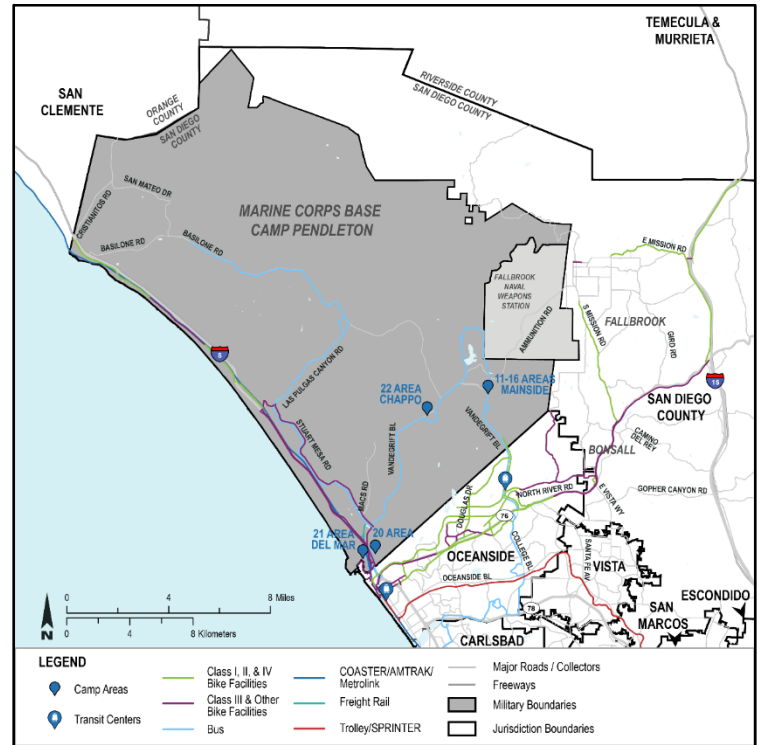 TEMECULA &
MURRIETA
SAN
CLEMENTE
ORANGE
COUNTY
SAN DIEGO
COUNTY
RIVERSIDE COUNTY
SAN DIEGO COUNTY
CRISTIANITOS RD
SAN MATEO DR
BASILONE RD
BASILONE RD
MARINE CORPS BASE
CAMP PENDLETON
FALLBROOK
NAVAL
WEAPONS
STATION
AMMUNITION RD
E MISSION RD
S MISSION RD
FALLBROOK
GIRD RD
5
LAS PULGAS CANYON RD
15
22 AREA
CHAPPO
11-16 AREAS
MAINSIDE
SAN DIEGO
COUNTY
STUART MESA RD
VANDEGRIFT BL
VANDEGRIFT BL
MACS RD
BONSALL
CAMINO
DEL REY
GOPHER CANYON RD
E VISTA WY
NORTH RIVER RD
DOUGLAS DR
76
21 AREA
DEL MAR
20 AREA
OCEANSIDE
COLLEGE BL
OCEANSIDE BL
VISTA
SANTA FE AV
78
SAN
MARCOS
ESCONDIDO
CARLSBAD
N
0 4 8 Miles
0 4 8 Kilometers
LEGEND
Camp Areas
Transit Centers
Class I, II, & IV
Bike Facilities
Class III & Other
Bike Facilities
Bus
COASTER/AMTRAK/
Metrolink
Freight Rail
Trolley/SPRINTER
Major Roads / Collectors
Freeways
Military Boundaries
Jurisdiction Boundaries